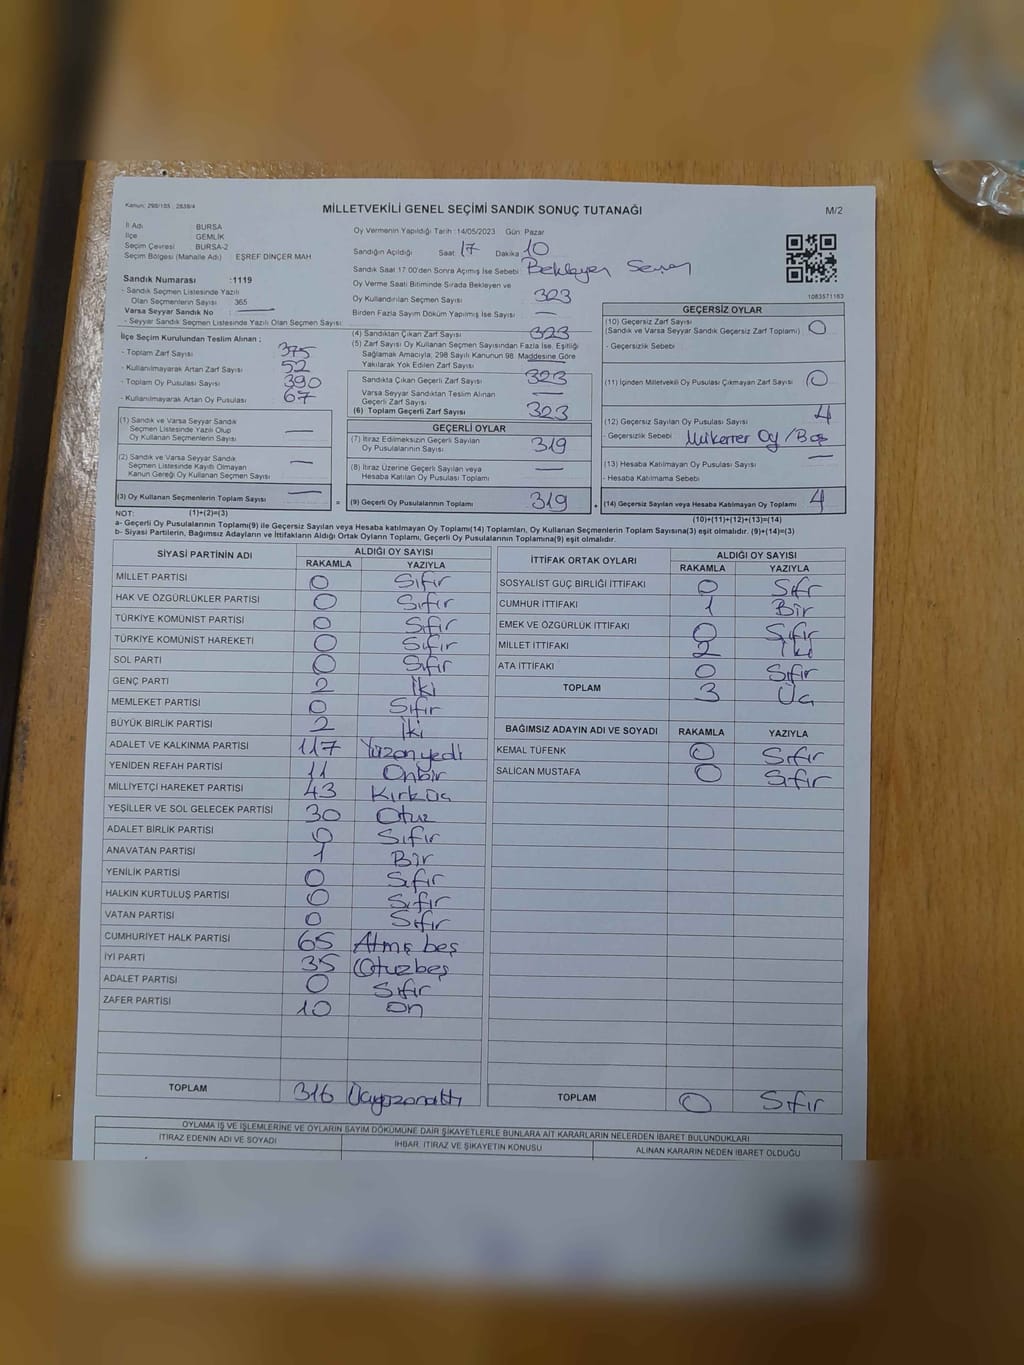 Kanun: 298/105 : 2839/4
MİLLETVEKİLİ GENEL SEÇİMİ SANDIK SONUÇ TUTANAĞI
M/2
İl Adı BURSA
İlçe GEMLİK
Seçim Çevresi BURSA-2
Seçim Bölgesi (Mahalle Adı) EŞREF DİNÇER MAH
Sandık Numarası :1119
- Sandık Seçmen Listesinde Yazılı
Olan Seçmenlerin Sayısı : 365
Varsa Seyyar Sandık No : —
- Seyyar Sandık Seçmen Listesinde Yazılı Olan Seçmen Sayısı:
Oy Vermenin Yapıldığı Tarih :14/05/2023 Gün: Pazar
Sandığın Açıldığı Saat 17 Dakika 10
Sandık Saat 17:00'den Sonra Açılmış İse Sebebi Bekleyen
Oy Verme Saati Bitiminde Sırada Bekleyen ve
Oy Kullandırılan Seçmen Sayısı 323
Birden Fazla Sayım Döküm Yapılmış İse Sayısı : —
1083571163
İlçe Seçim Kurulundan Teslim Alınan ;
- Toplam Zarf Sayısı : 375
- Kullanılmayarak Artan Zarf Sayısı : 52
- Toplam Oy Pusulası Sayısı : 390
- Kullanılmayarak Artan Oy Pusulası : 67
(1) Sandık ve Varsa Seyyar Sandık
Seçmen Listesinde Yazılı Olup
Oy Kullanan Seçmenlerin Sayısı —
(2) Sandık ve Varsa Seyyar Sandık
Seçmen Listesinde Kayıtlı Olmayan
Kanun Gereği Oy Kullanan Seçmen Sayısı —
(3) Oy Kullanan Seçmenlerin Toplam Sayısı —
(4) Sandıktan Çıkan Zarf Sayısı 323
(5) Zarf Sayısı Oy Kullanan Seçmen Sayısından Fazla İse, Eşitliği
Sağlamak Amacıyla; 298 Sayılı Kanunun 98. Maddesine Göre
Yakılarak Yok Edilen Zarf Sayısı —
Sandıkta Çıkan Geçerli Zarf Sayısı 323
Varsa Seyyar Sandıktan Teslim Alınan
Geçerli Zarf Sayısı —
(6) Toplam Geçerli Zarf Sayısı 323
GEÇERLİ OYLAR
(7) İtiraz Edilmeksizin Geçerli Sayılan
Oy Pusulalarının Sayısı 319
(8) İtiraz Üzerine Geçerli Sayılan veya
Hesaba Katılan Oy Pusulası Toplamı —
= (9) Geçerli Oy Pusulalarının Toplamı 319 +
GEÇERSİZ OYLAR
(10) Geçersiz Zarf Sayısı
(Sandık ve Varsa Seyyar Sandık Geçersiz Zarf Toplamı) 0
- Geçersizlik Sebebi
(11) İçinden Milletvekili Oy Pusulası Çıkmayan Zarf Sayısı 0
(12) Geçersiz Sayılan Oy Pusulası Sayısı 4
- Geçersizlik Sebebi Mükerrer Oy / Boş
(13) Hesaba Katılmayan Oy Pusulası Sayısı —
- Hesaba Katılmama Sebebi
(14) Geçersiz Sayılan veya Hesaba Katılmayan Oy Toplamı 4
NOT: (1)+(2)=(3)
(10)+(11)+(12)+(13)=(14)
a- Geçerli Oy Pusulalarının Toplamı(9) ile Geçersiz Sayılan veya Hesaba katılmayan Oy Toplamı(14) Toplamları, Oy Kullanan Seçmenlerin Toplam Sayısına(3) eşit olmalıdır. (9)+(14)=(3)
b- Siyasi Partilerin, Bağımsız Adayların ve İttifakların Aldığı Ortak Oyların Toplamı, Geçerli Oy Pusulalarının Toplamına(9) eşit olmalıdır.
SİYASİ PARTİNİN ADI ALDIĞI OY SAYISI
RAKAMLA YAZIYLA
MİLLET PARTİSİ 0 Sıfır
HAK VE ÖZGÜRLÜKLER PARTİSİ 0 Sıfır
TÜRKİYE KOMÜNİST PARTİSİ 0 Sıfır
TÜRKİYE KOMÜNİST HAREKETİ 0 Sıfır
SOL PARTİ 0 Sıfır
GENÇ PARTİ 2 İki
MEMLEKET PARTİSİ 0 Sıfır
BÜYÜK BİRLİK PARTİSİ 2 İki
ADALET VE KALKINMA PARTİSİ 117 Yüzonyedi
YENİDEN REFAH PARTİSİ 11 Onbir
MİLLİYETÇİ HAREKET PARTİSİ 43 Kırküç
YEŞİLLER VE SOL GELECEK PARTİSİ 30 Otuz
ADALET BİRLİK PARTİSİ 0 Sıfır
ANAVATAN PARTİSİ 1 Bir
YENİLİK PARTİSİ 0 Sıfır
HALKIN KURTULUŞ PARTİSİ 0 Sıfır
VATAN PARTİSİ 0 Sıfır
CUMHURİYET HALK PARTİSİ 65 Atmş beş
İYİ PARTİ 35 Otuzbeş
ADALET PARTİSİ 0 Sıfır
ZAFER PARTİSİ 10 On
TOPLAM 316 Üçyüzonaltı
İTTİFAK ORTAK OYLARI ALDIĞI OY SAYISI
RAKAMLA YAZIYLA
SOSYALİST GÜÇ BİRLİĞİ İTTİFAKI 0 Sıfr
CUMHUR İTTİFAKI 1 Bir
EMEK VE ÖZGÜRLÜK İTTİFAKI 0 Sıfır
MİLLET İTTİFAKI 2 İki
ATA İTTİFAKI 0 Sıfır
TOPLAM 3 Üç
BAĞIMSIZ ADAYIN ADI VE SOYADI RAKAMLA YAZIYLA
KEMAL TÜFENK 0 Sıfır
SALİCAN MUSTAFA 0 Sıfır
TOPLAM 0 Sıfır
OYLAMA İŞ VE İŞLEMLERİNE VE OYLARIN SAYIM DÖKÜMÜNE DAİR ŞİKAYETLERLE BUNLARA AİT KARARLARIN NELERDEN İBARET BULUNDUKLARI
İTİRAZ EDENİN ADI VE SOYADI İHBAR, İTİRAZ VE ŞİKAYETİN KONUSU ALINAN KARARIN NEDEN İBARET OLDUĞU